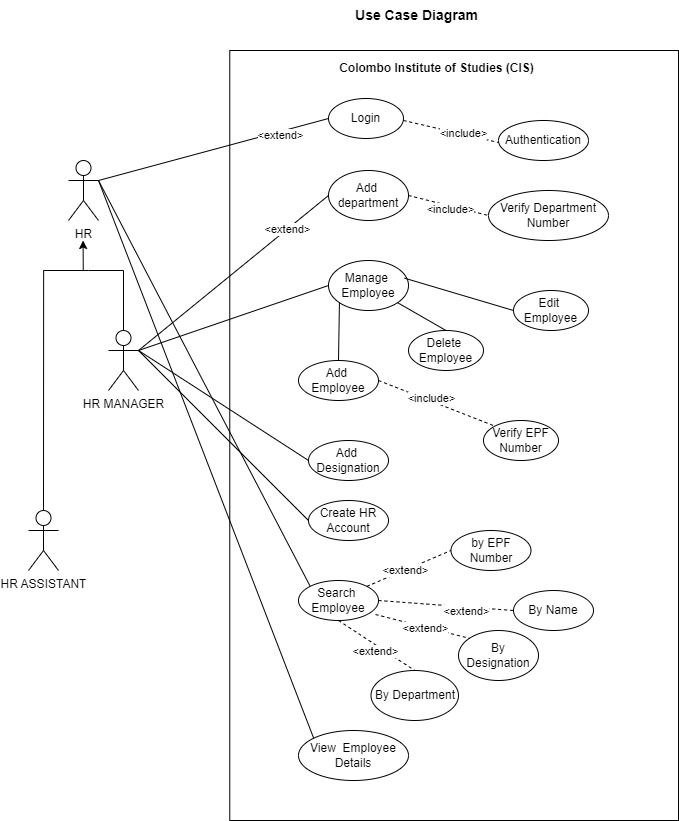 Use Case Diagram
Colombo Institute of Studies (CIS)
Login
<extend>
<include>
Authentication
HR
Add
department
<extend>
<include>
Verify Department
Number
Manage
Employee
Edit
Employee
Delete
Employee
HR MANAGER
Add
Employee
<include>
Verify EPF
Number
Add
Designation
Create HR
Account
HR ASSISTANT
Search
Employee
<extend>
by EPF
Number
<extend>
By Name
<extend>
By
Designation
<extend>
By Department
View Employee
Details